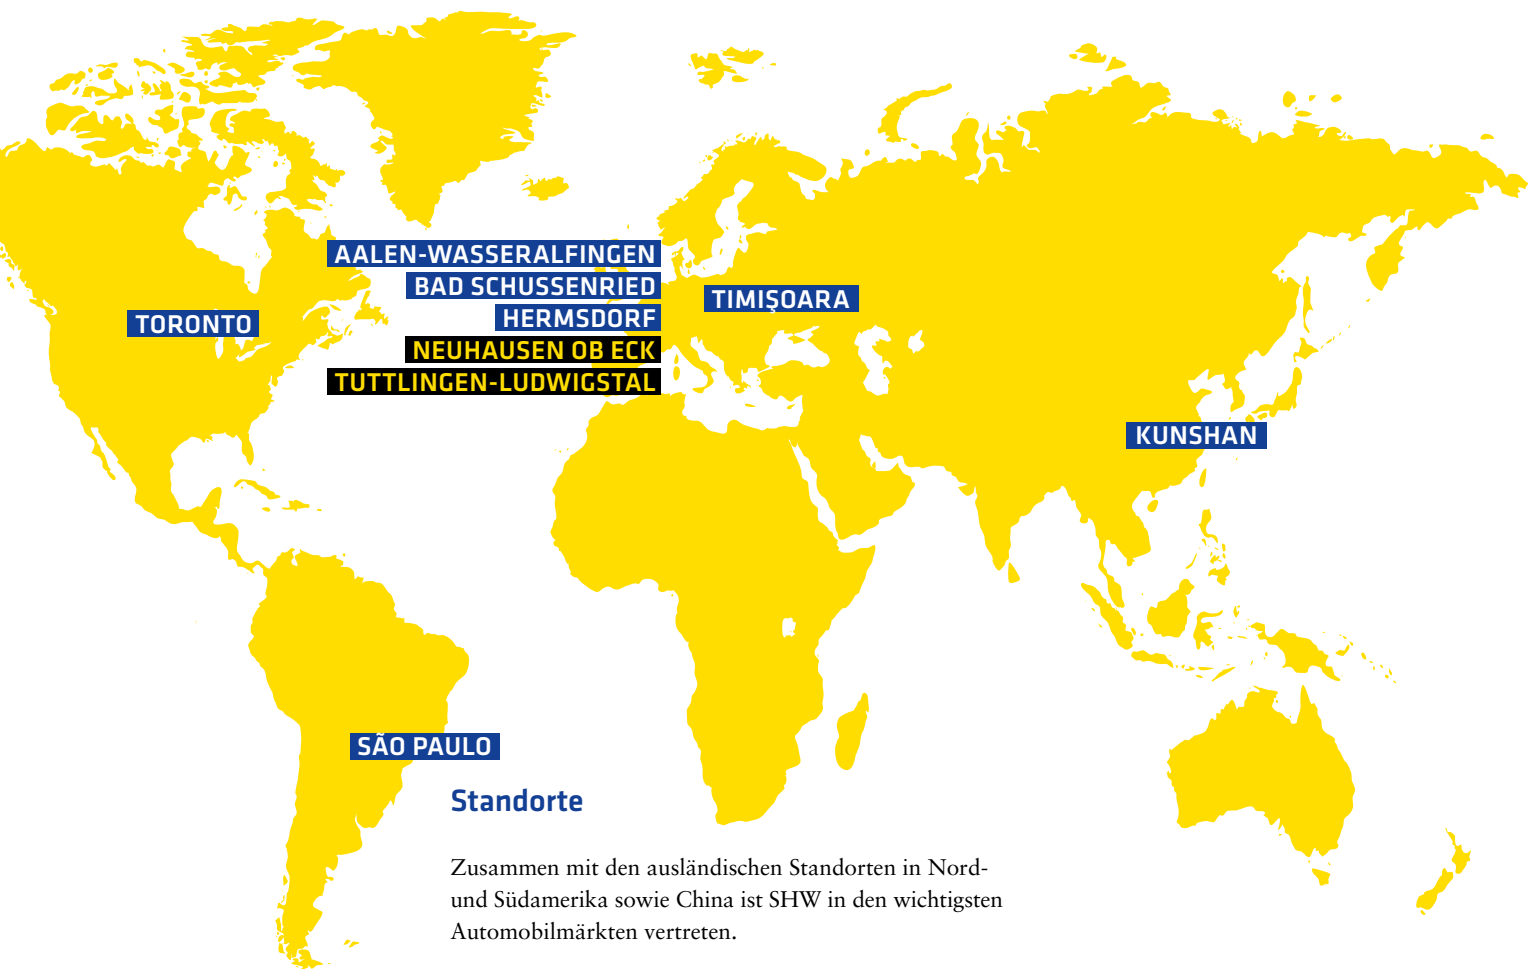 AALEN-WASSERALFINGEN
BAD SCHUSSENRIED
HERMSDORF
NEUHAUSEN OB ECK
TUTTLINGEN-LUDWIGSTAL
TIMIŞOARA
TORONTO
KUNSHAN
SÃO PAULO
Standorte
Zusammen mit den ausländischen Standorten in Nord-
und Südamerika sowie China ist SHW in den wichtigsten
Automobilmärkten vertreten.